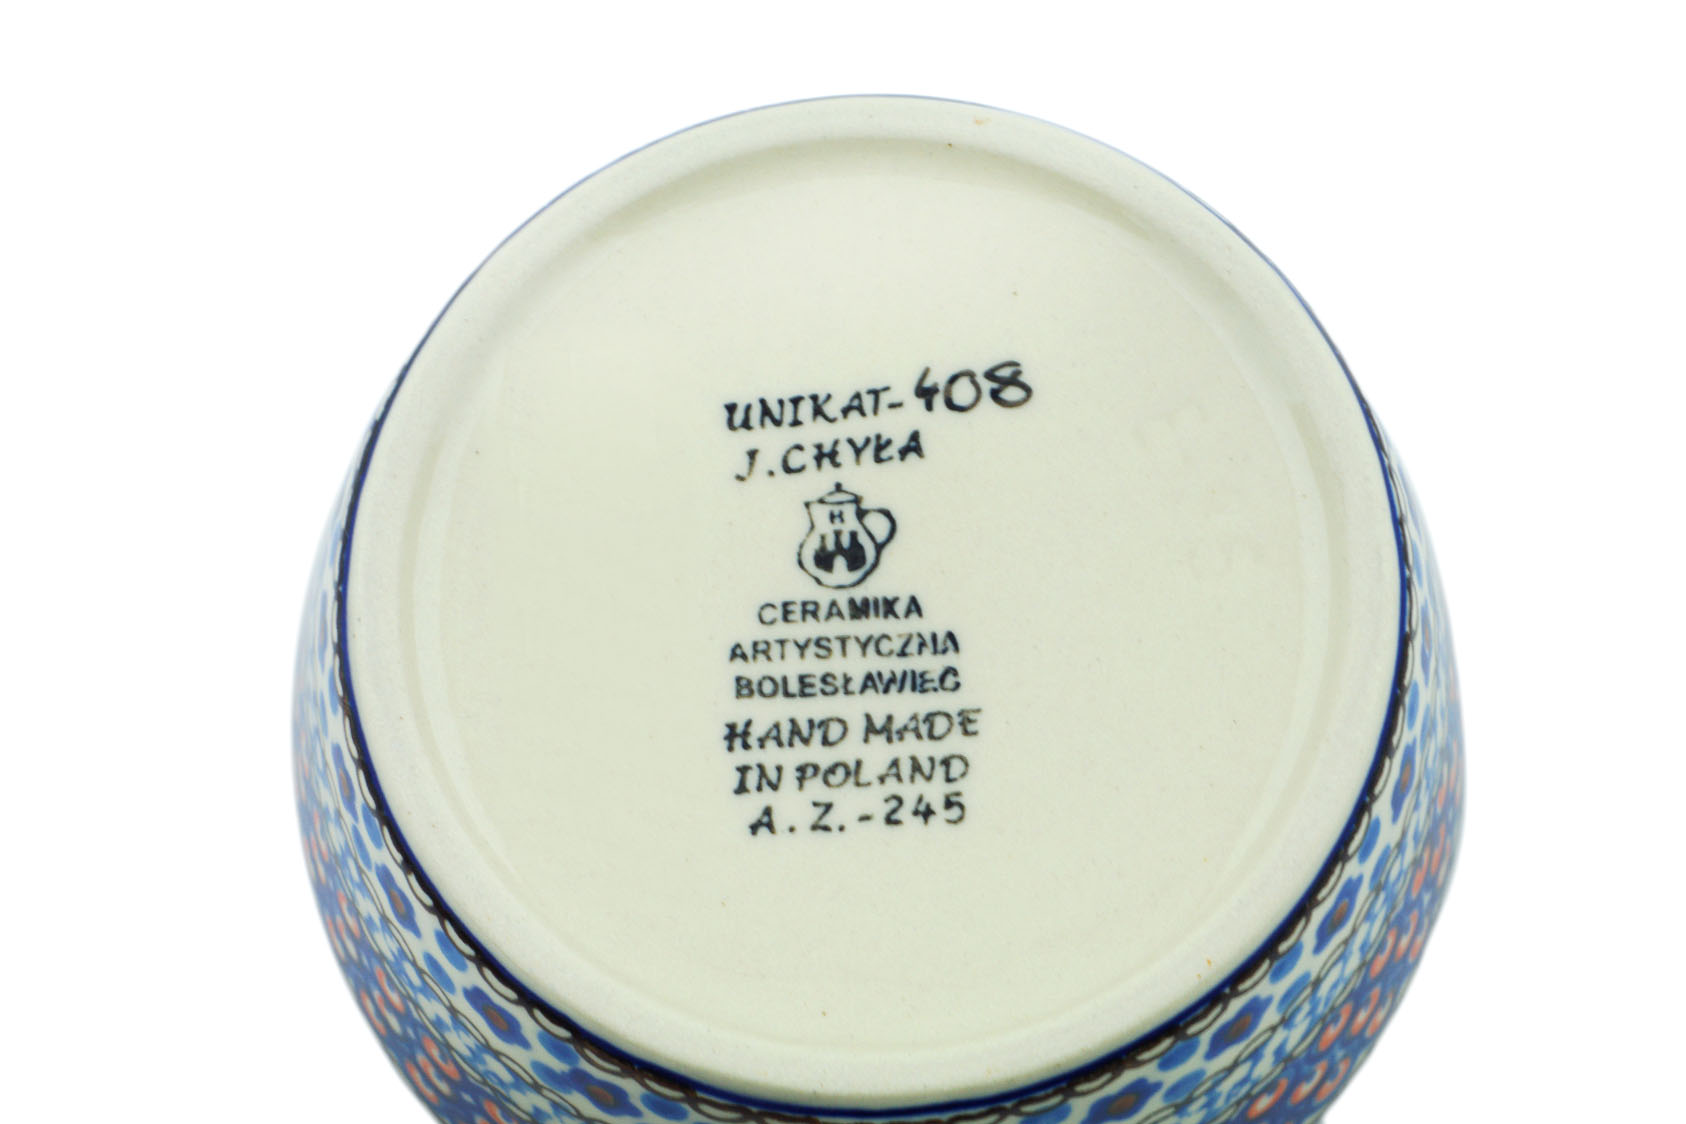 UNIKAT-408
J.CHYŁA
H
CERAMIKA
ARTYSTYCZNA
BOLESŁAWIEC
HAND MADE
IN POLAND
A.Z.-245